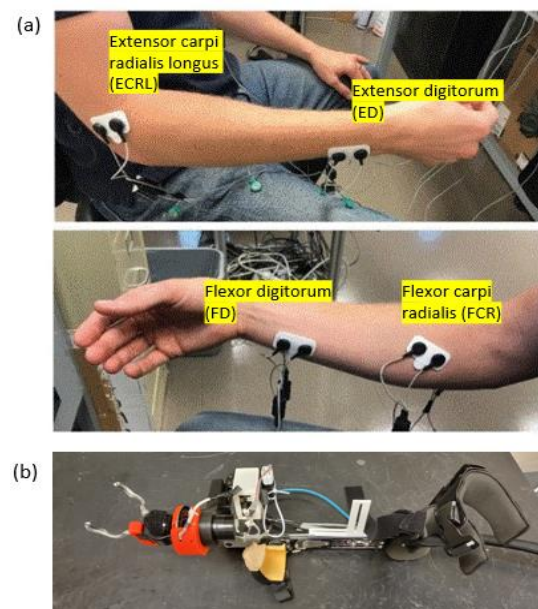 (a)
Extensor carpi
radialis longus
(ECRL)
Extensor digitorum
(ED)
Flexor digitorum
(FD)
Flexor carpi
radialis (FCR)
(b)